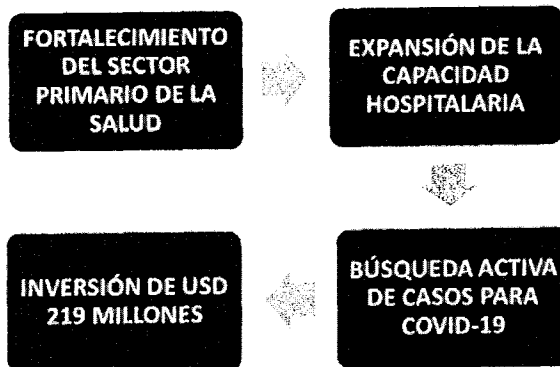 FORTALECIMIENTO
DEL SECTOR
PRIMARIO DE LA
SALUD
EXPANSIÓN DE LA
CAPACIDAD
HOSPITALARIA
BÚSQUEDA ACTIVA
DE CASOS PARA
COVID-19
INVERSIÓN DE USD
219 MILLONES